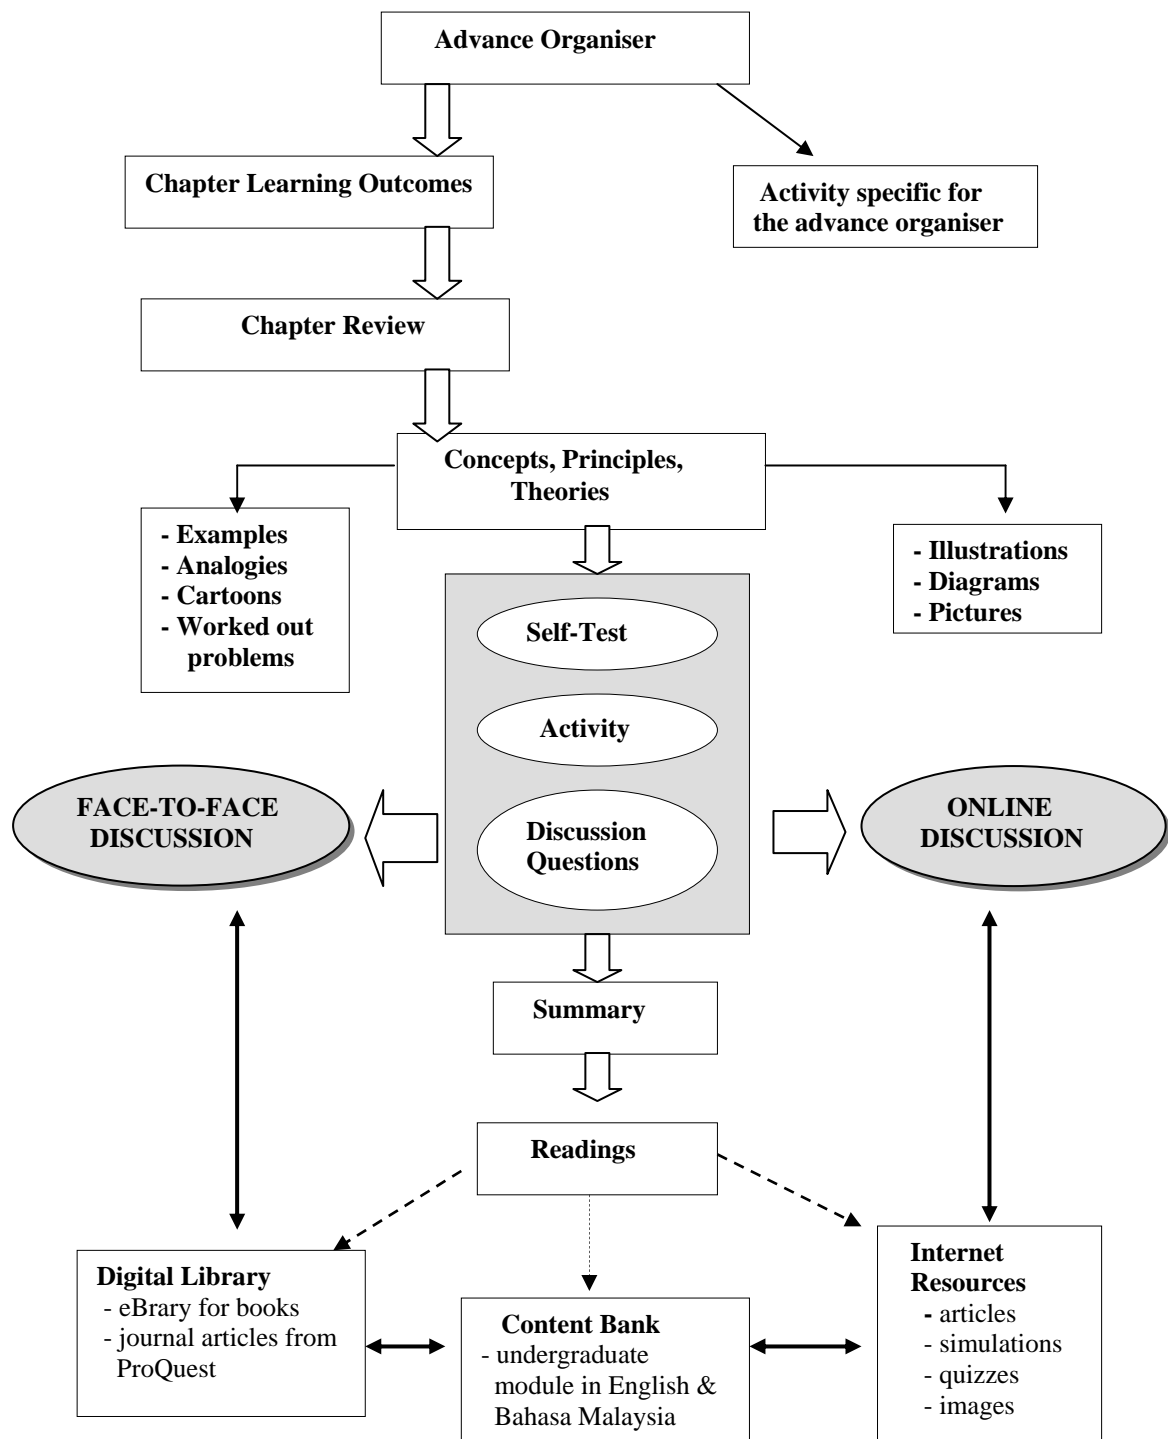 Advance Organiser
Chapter Learning Outcomes
Activity specific for
the advance organiser
Chapter Review
Concepts, Principles,
Theories
- Examples
- Analogies
- Cartoons
- Worked out
problems
- Illustrations
- Diagrams
- Pictures
Self-Test
Activity
Discussion
Questions
FACE-TO-FACE
DISCUSSION
ONLINE
DISCUSSION
Summary
Readings
Digital Library
- eBrary for books
- journal articles from
ProQuest
Content Bank
- undergraduate
module in English &
Bahasa Malaysia
Internet
Resources
- articles
- simulations
- quizzes
- images